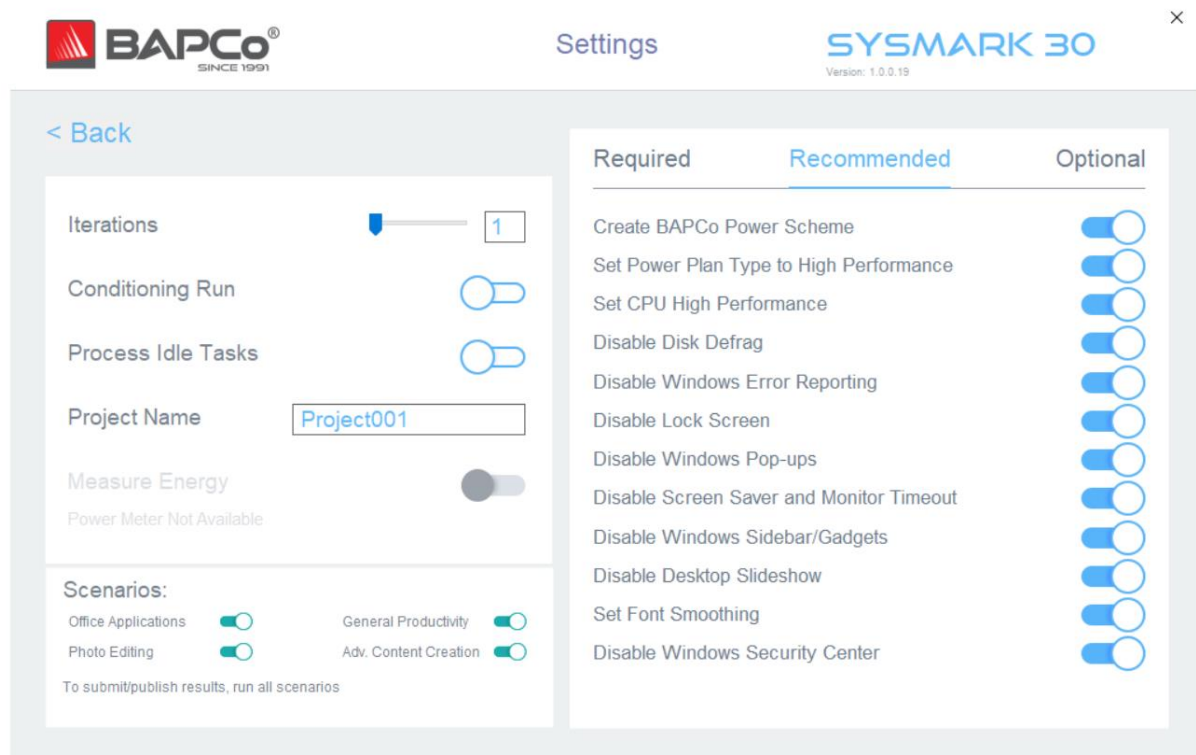 BAPCo®
SINCE 1991
Settings
SYSMARK 30
Version: 1.0.0.19
×
< Back
Iterations
1
Conditioning Run
Process Idle Tasks
Project Name
Project001
Measure Energy
Power Meter Not Available
Scenarios:
Office Applications
General Productivity
Photo Editing
Adv. Content Creation
To submit/publish results, run all scenarios
Required
Recommended
Optional
Create BAPCo Power Scheme
Set Power Plan Type to High Performance
Set CPU High Performance
Disable Disk Defrag
Disable Windows Error Reporting
Disable Lock Screen
Disable Windows Pop-ups
Disable Screen Saver and Monitor Timeout
Disable Windows Sidebar/Gadgets
Disable Desktop Slideshow
Set Font Smoothing
Disable Windows Security Center